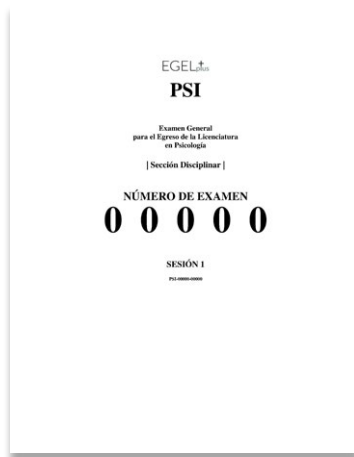 EGEL+
plus
PSI
Examen General
para el Egreso de la Licenciatura
en Psicología
| Sección Disciplinar |
NÚMERO DE EXAMEN
0 0 0 0 0
SESIÓN 1
PSI-00000-00000